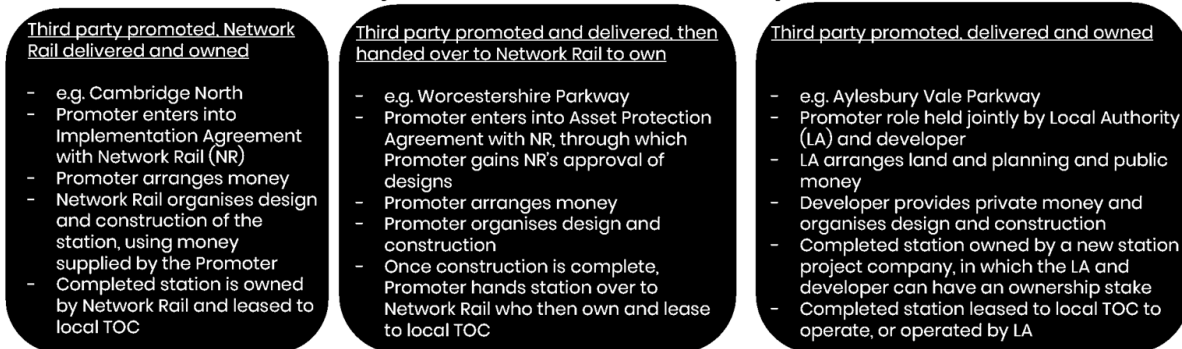 Third party promoted, Network
Rail delivered and owned
- e.g. Cambridge North
- Promoter enters into
Implementation Agreement
with Network Rail (NR)
- Promoter arranges money
- Network Rail organises design
and construction of the
station, using money
supplied by the Promoter
- Completed station is owned
by Network Rail and leased to
local TOC
Third party promoted and delivered, then
handed over to Network Rail to own
- e.g. Worcestershire Parkway
- Promoter enters into Asset Protection
Agreement with NR, through which
Promoter gains NR's approval of
designs
- Promoter arranges money
- Promoter organises design and
construction
- Once construction is complete,
Promoter hands station over to
Network Rail who then own and lease
to local TOC
Third party promoted, delivered and owned
- e.g. Aylesbury Vale Parkway
- Promoter role held jointly by Local Authority
(LA) and developer
- LA arranges land and planning and public
money
- Developer provides private money and
organises design and construction
- Completed station owned by a new station
project company, in which the LA and
developer can have an ownership stake
- Completed station leased to local TOC to
operate, or operated by LA